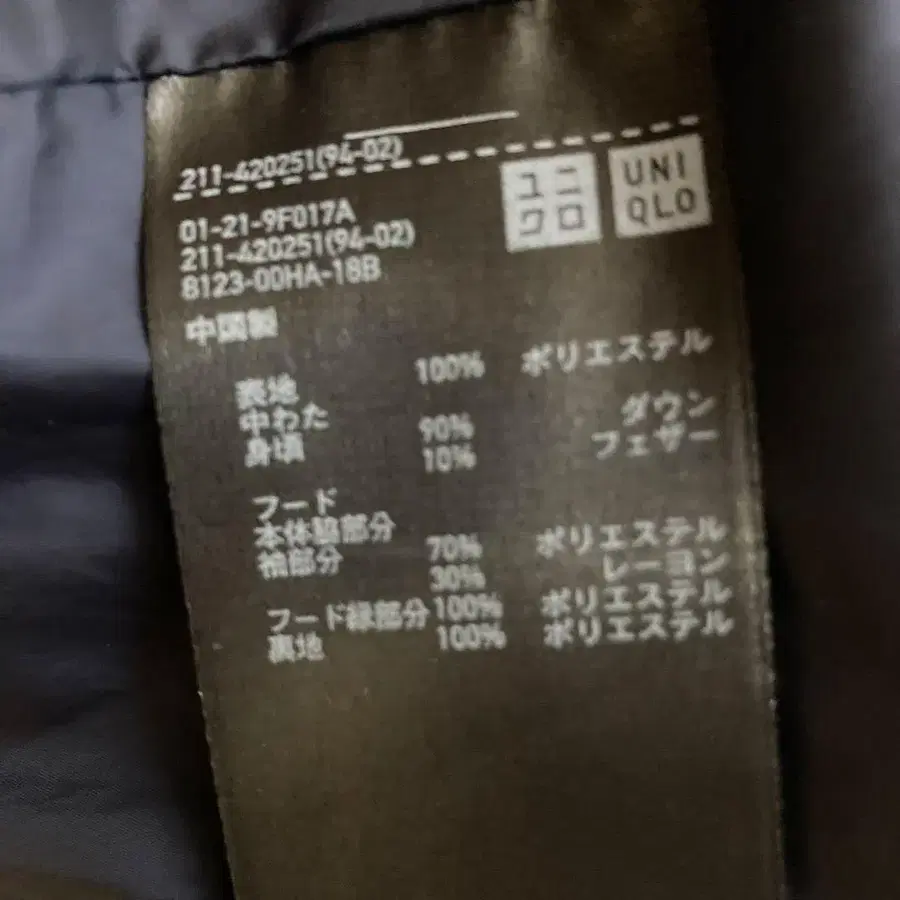 211-420251(94-02)
ユニ
クロ
UNI
QLO
01-21-9F017A
211-420251(94-02)
8123-00HA-18B
中国製
表地 100% ポリエステル
中わた
身頃 90% ダウン
10% フェザー
フード
本体脇部分
袖部分 70% ポリエステル
30% レーヨン
フード縁部分 100% ポリエステル
裏地 100% ポリエステル